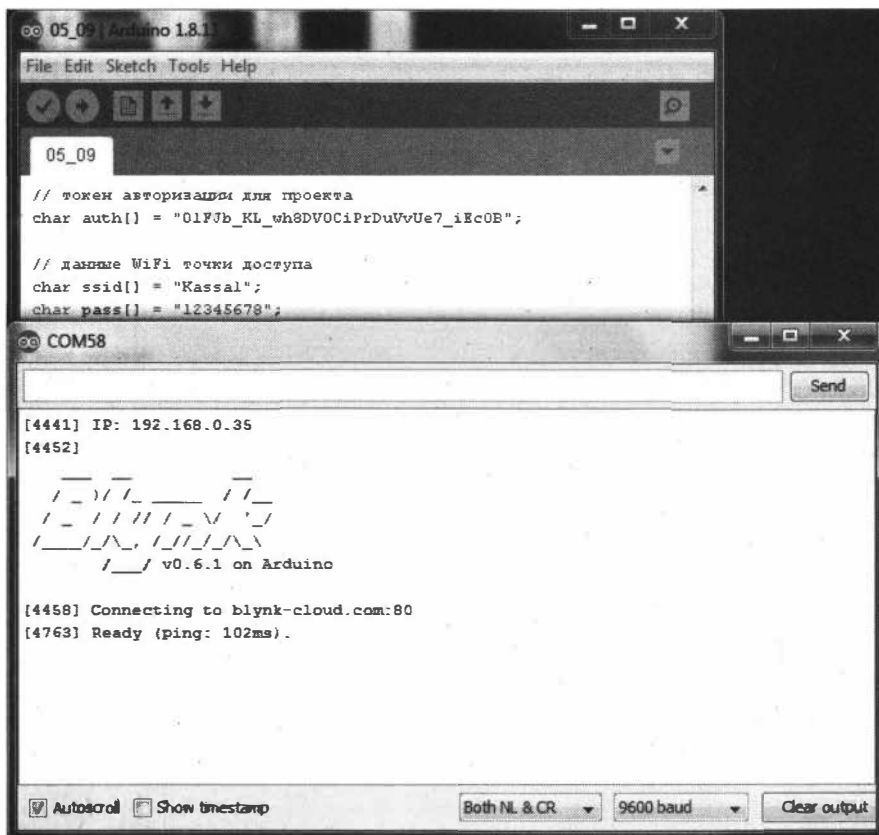 05_09 | Arduino 1.8.13
File Edit Sketch Tools Help
05_09
// токен авторизации для проекта
char auth[] = "01FJb_KL_wh8DV0CiPrDuVvUe7_iEc0B";
// данные WiFi точки доступа
char ssid[] = "Kassal";
char pass[] = "12345678";
COM58
Send
[4441] IP: 192.168.0.35
[4452]
v0.6.1 on Arduino
[4458] Connecting to blynk-cloud.com:80
[4763] Ready (ping: 102ms).
Autoscroll Show timestamp Both NL & CR 9600 baud Clear output